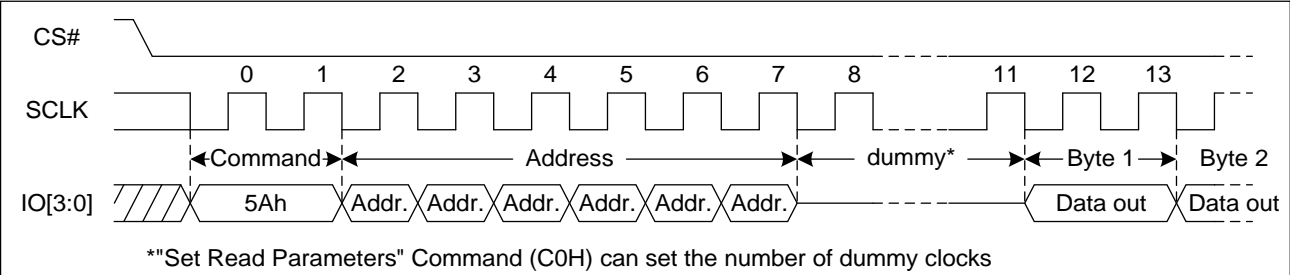 CS#
0 1 2 3 4 5 6 7 8 11 12 13
SCLK
Command Address dummy* Byte 1 Byte 2
IO[3:0] 5Ah Addr. Addr. Addr. Addr. Addr. Addr. Data out Data out
*"Set Read Parameters" Command (C0H) can set the number of dummy clocks